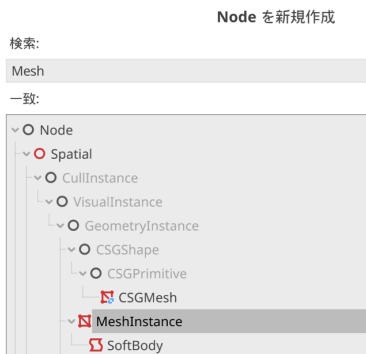 Node を新規作成
検索:
Mesh
一致:
Node
Spatial
CullInstance
VisualInstance
GeometryInstance
CSGShape
CSGPrimitive
CSGMesh
MeshInstance
SoftBody